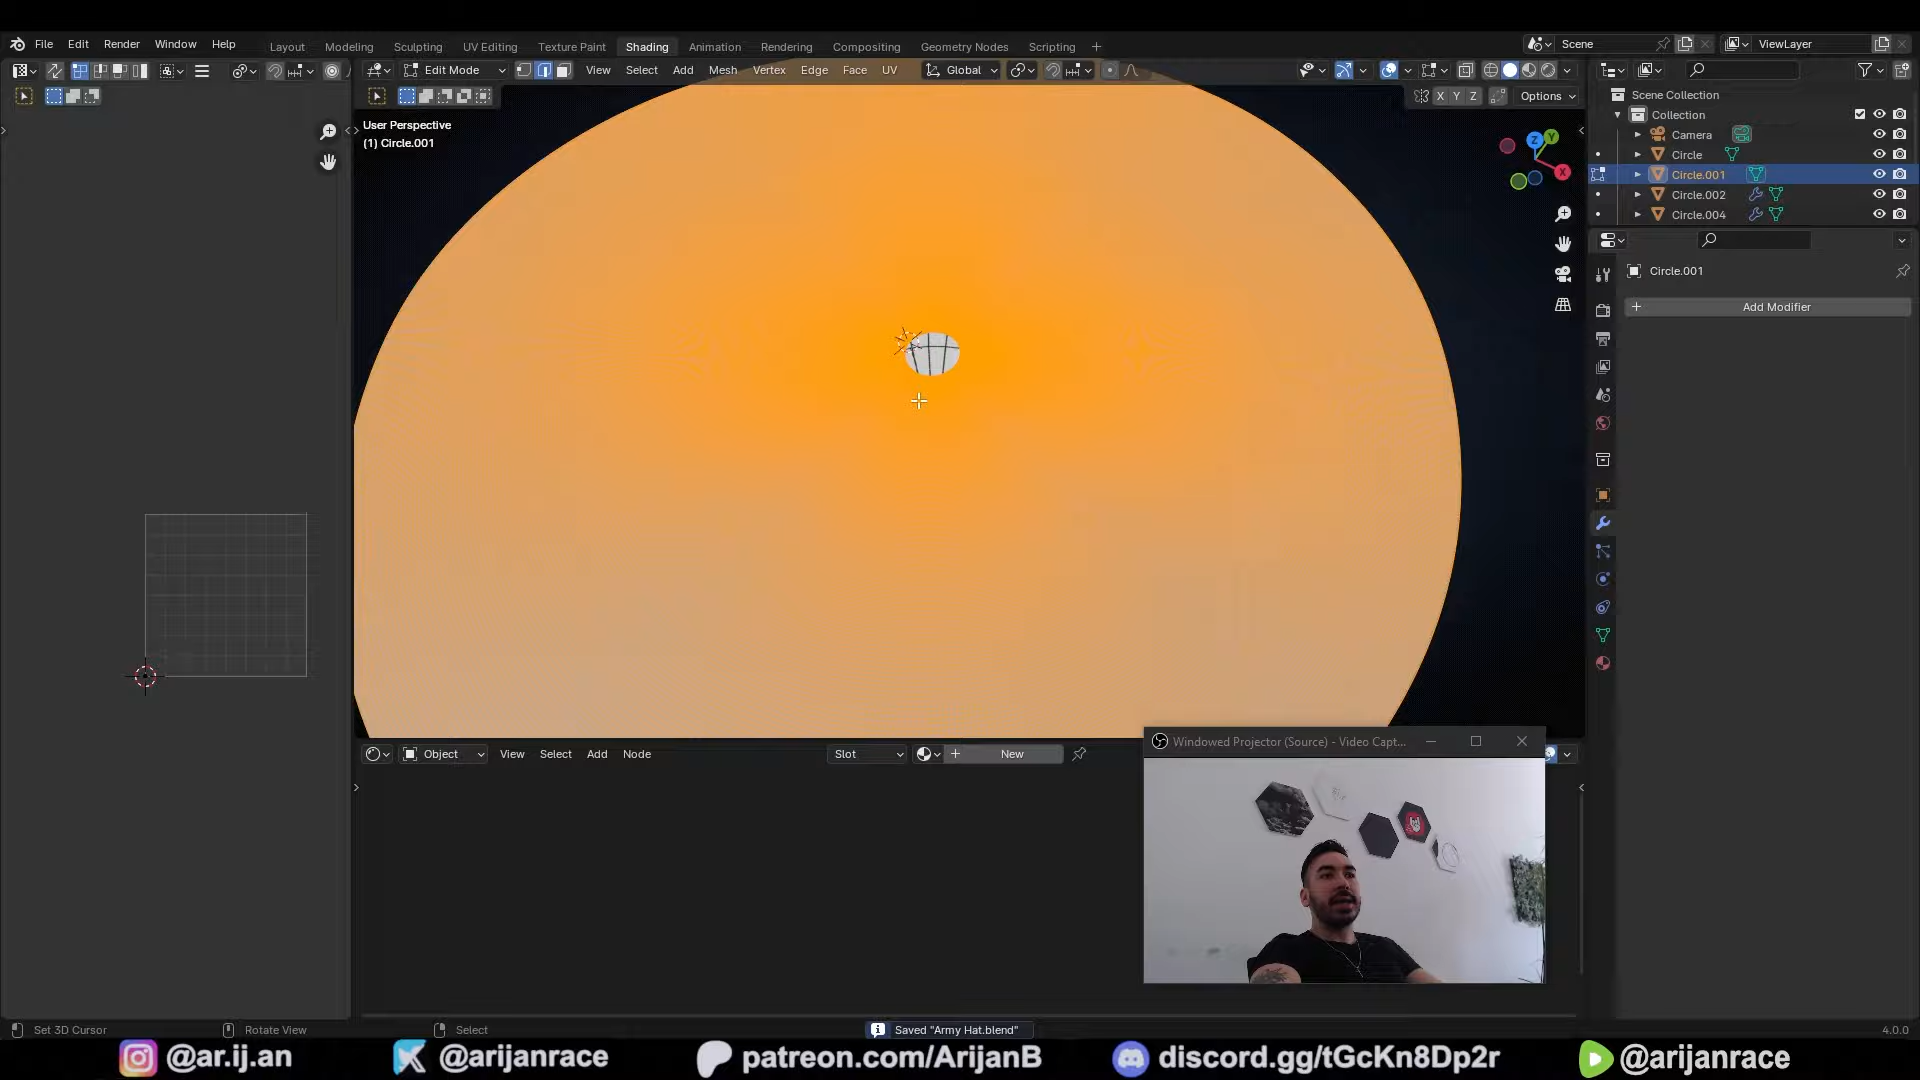 File Edit Render Window Help
Layout Modeling Sculpting UV Editing Texture Paint Shading Animation Rendering Compositing Geometry Nodes Scripting
Scene
ViewLayer
Edit Mode
View Select Add Mesh Vertex Edge Face UV
Global
X Y Z
Options
User Perspective
(1) Circle.001
Z Y X
Scene Collection
Collection
Camera
Circle
Circle.001
Circle.002
Circle.004
Circle.001
Add Modifier
Object
View Select Add Node
Slot
New
Windowed Projector (Source) - Video Capt...
Set 3D Cursor
Rotate View
Select
Saved "Army Hat.blend"
4.0.0
@ar.ij.an
@arijanrace
patreon.com/ArijanB
discord.gg/tGcKn8Dp2r
@arijanrace